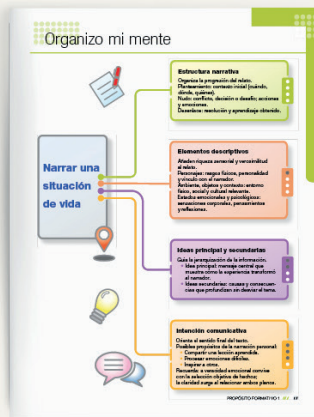 Organizo mi mente
Narrar una
situación
de vida
Estructura narrativa
Organiza la progresión del relato.
Planteamiento: contexto inicial (cuándo,
dónde, quiénes).
Nudo: conflicto, decisión o desafío; acciones
y emociones.
Desenlace: resolución y aprendizaje obtenido.
Elementos descriptivos
Añaden riqueza sensorial y verosimilitud
al relato.
Personajes: rasgos físicos, personalidad
y vínculo con el narrador.
Ambiente, objetos y contexto: entorno
físico, social y cultural relevante.
Estados emocionales y psicológicos:
sensaciones corporales, pensamientos
y reflexiones.
Ideas principal y secundarias
Guía la jerarquización de la información.
• Idea principal: mensaje central que
muestra cómo la experiencia transformó
al narrador.
• Ideas secundarias: causas y consecuen-
cias que profundizan sin desviar el tema.
Intención comunicativa
Orienta el sentido final del texto.
Posibles propósitos de la narración personal:
• Compartir una lección aprendida.
• Procesar emociones difíciles.
• Inspirar a otros.
Recuerda: la veracidad emocional convive
con la selección objetiva de hechos;
la claridad surge al relacionar ambos planos.
PROPÓSITO FORMATIVO 1